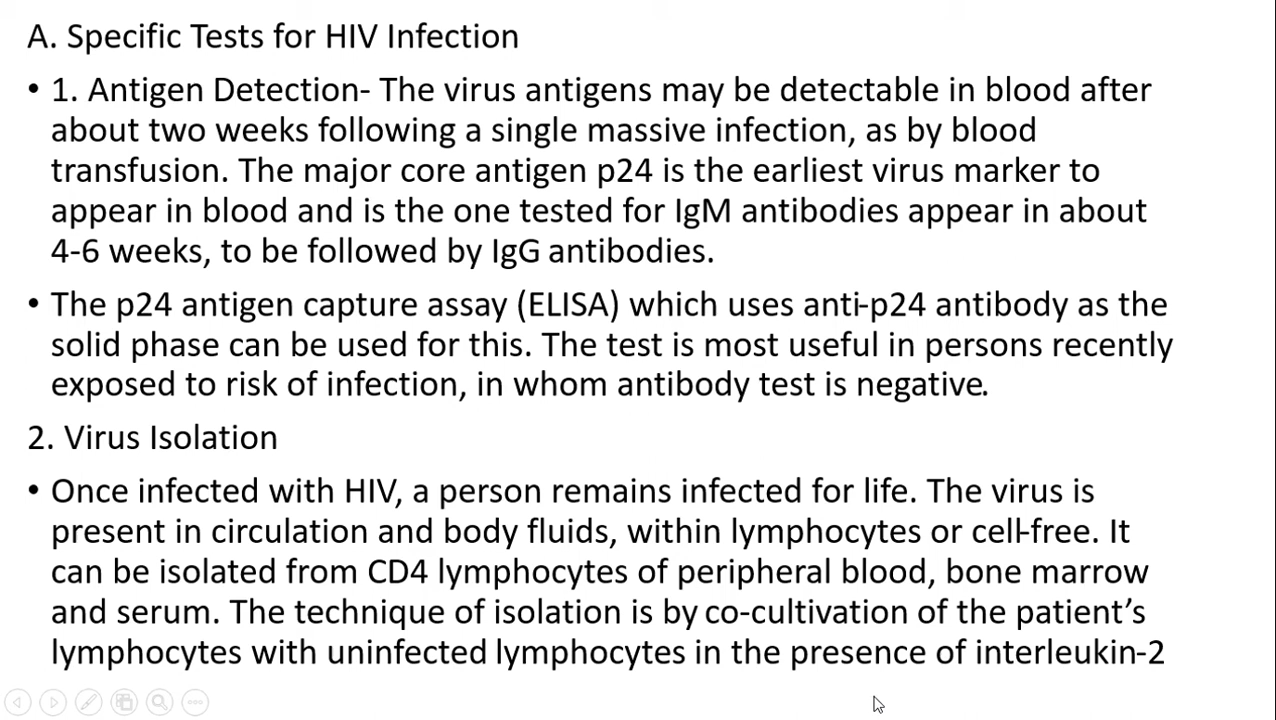 A. Specific Tests for HIV Infection
• 1. Antigen Detection- The virus antigens may be detectable in blood after
about two weeks following a single massive infection, as by blood
transfusion. The major core antigen p24 is the earliest virus marker to
appear in blood and is the one tested for IgM antibodies appear in about
4-6 weeks, to be followed by IgG antibodies.
• The p24 antigen capture assay (ELISA) which uses anti-p24 antibody as the
solid phase can be used for this. The test is most useful in persons recently
exposed to risk of infection, in whom antibody test is negative.
2. Virus Isolation
• Once infected with HIV, a person remains infected for life. The virus is
present in circulation and body fluids, within lymphocytes or cell-free. It
can be isolated from CD4 lymphocytes of peripheral blood, bone marrow
and serum. The technique of isolation is by co-cultivation of the patient’s
lymphocytes with uninfected lymphocytes in the presence of interleukin-2